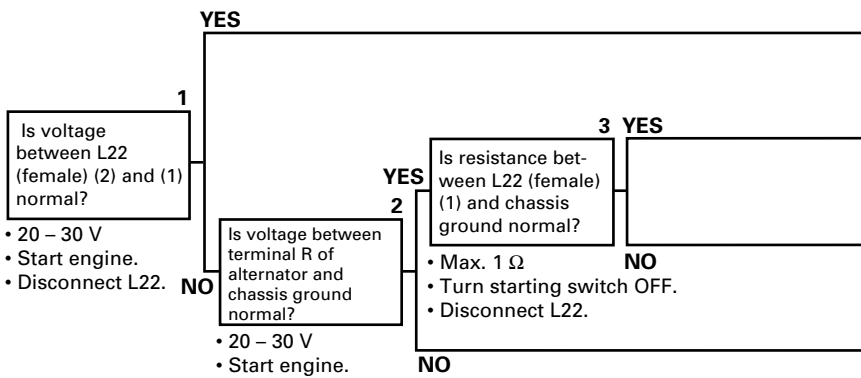 YES
1
Is voltage
between L22
(female) (2) and (1)
normal?
• 20 – 30 V
• Start engine.
• Disconnect L22.
NO
2
Is voltage between
terminal R of
alternator and
chassis ground
normal?
• 20 – 30 V
• Start engine.
YES
3
Is resistance bet-
ween L22 (female)
(1) and chassis
ground normal?
• Max. 1 Ω
• Turn starting switch OFF.
• Disconnect L22.
YES
NO
NO